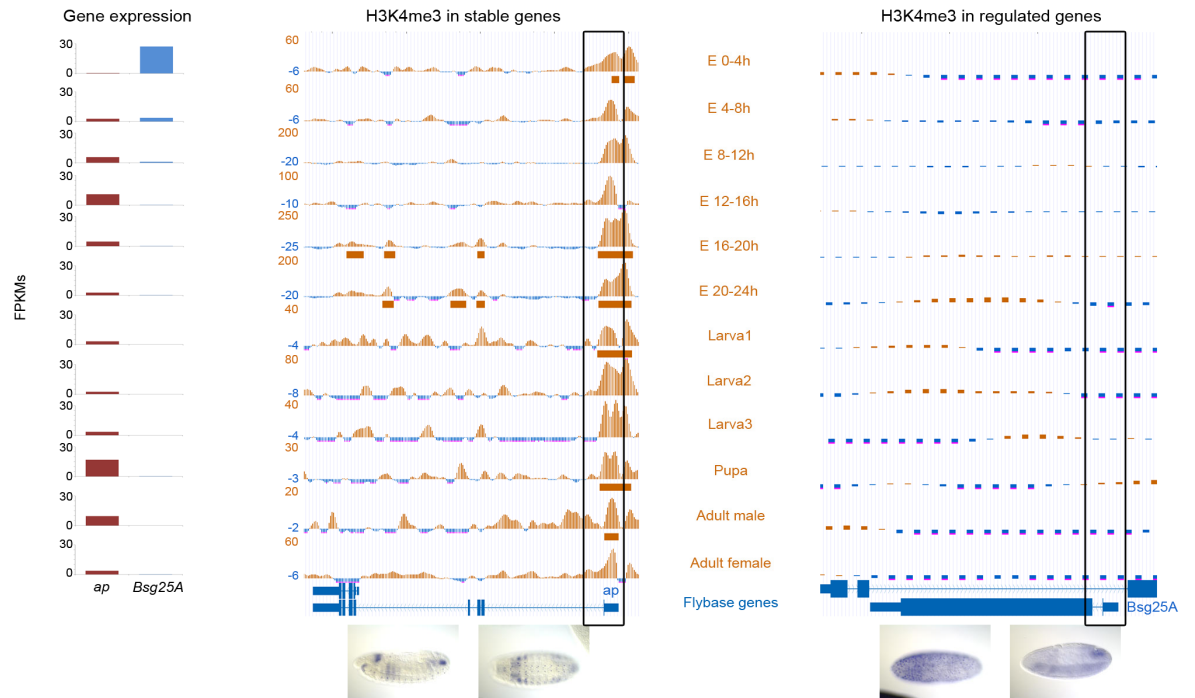 Gene expression
H3K4me3 in stable genes
H3K4me3 in regulated genes
FPKMs
30
0
30
0
30
0
30
0
30
0
30
0
30
0
30
0
30
0
30
0
30
0
30
0
ap
Bsg25A
60
-6
60
-6
200
-20
100
-10
250
-25
200
-20
40
-4
80
-8
40
-4
30
-3
20
-2
60
-6
ap
E 0-4h
E 4-8h
E 8-12h
E 12-16h
E 16-20h
E 20-24h
Larva1
Larva2
Larva3
Pupa
Adult male
Adult female
Flybase genes
Bsg25A